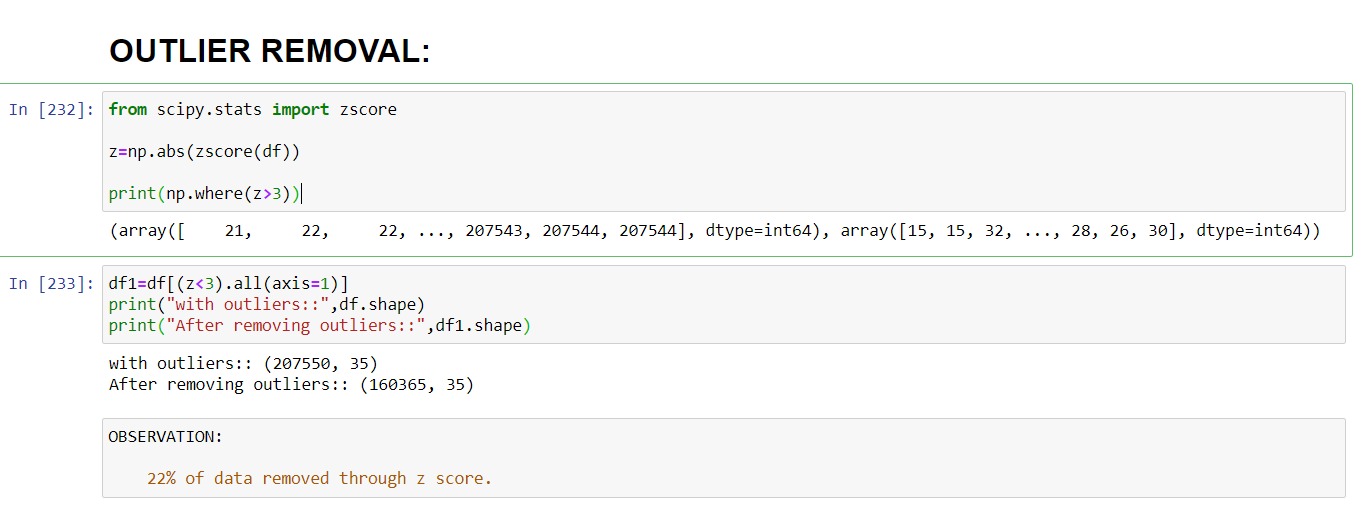 OUTLIER REMOVAL:
In [232]: from scipy.stats import zscore
z=np.abs(zscore(df))
print(np.where(z>3))
(array([    21,     22,     22, ..., 207543, 207544, 207544], dtype=int64), array([15, 15, 32, ..., 28, 26, 30], dtype=int64))
In [233]: df1=df[(z<3).all(axis=1)]
print("with outliers::",df.shape)
print("After removing outliers::",df1.shape)
with outliers:: (207550, 35)
After removing outliers:: (160365, 35)
OBSERVATION:
22% of data removed through z score.